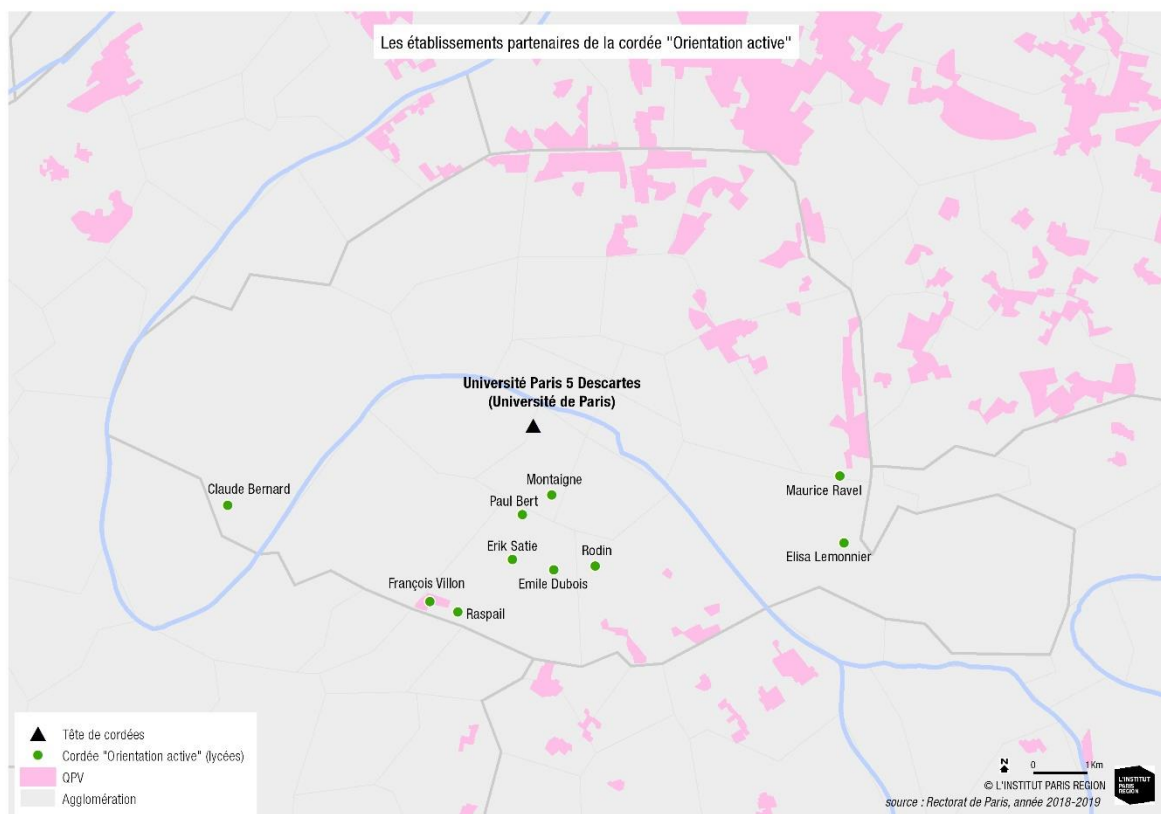 Les établissements partenaires de la cordée "Orientation active"
Université Paris 5 Descartes
(Université de Paris)
Claude Bernard
Montaigne
Paul Bert
Maurice Ravel
Erik Satie
Rodin
Elisa Lemonnier
Emile Dubois
François Villon
Raspail
Tête de cordées
Cordée "Orientation active" (lycées)
QPV
Agglomération
N
0 1 Km
© L'INSTITUT PARIS REGION
source : Rectorat de Paris, année 2018-2019
L'INSTITUT
PARIS
REGION